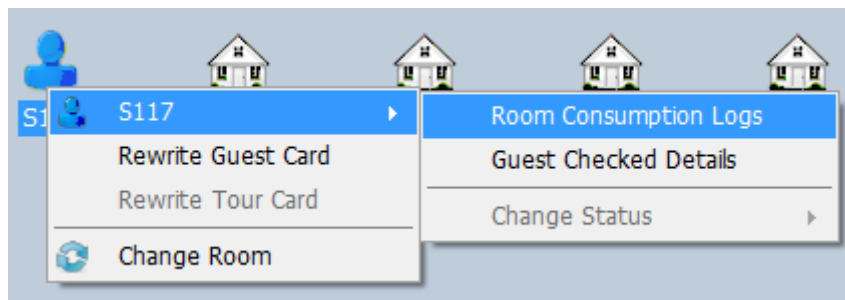 S117
Rewrite Guest Card
Rewrite Tour Card
Change Room
Room Consumption Logs
Guest Checked Details
Change Status